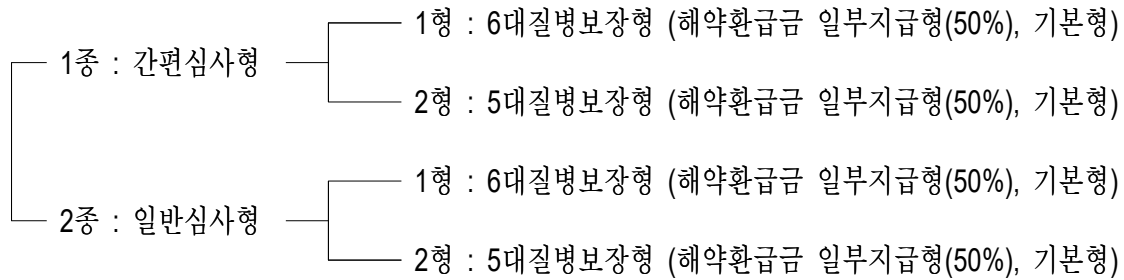 1형 : 6대질병보장형 (해약환급금 일부지급형(50%), 기본형)
1종 : 간편심사형
2형 : 5대질병보장형 (해약환급금 일부지급형(50%), 기본형)
1형 : 6대질병보장형 (해약환급금 일부지급형(50%), 기본형)
2종 : 일반심사형
2형 : 5대질병보장형 (해약환급금 일부지급형(50%), 기본형)